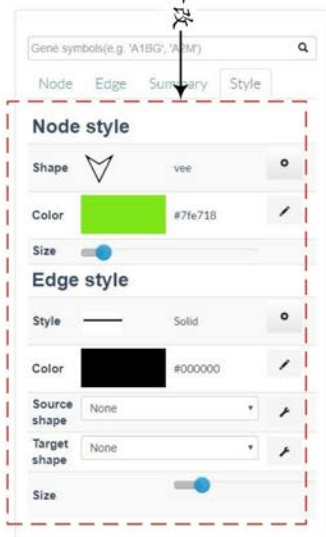 改
Gene symbols(e.g. 'A1BG', 'A2M')
Node Edge Summary Style
Node style
Shape vee
Color #7fe718
Size
Edge style
Style Solid
Color #000000
Source shape None
Target shape None
Size